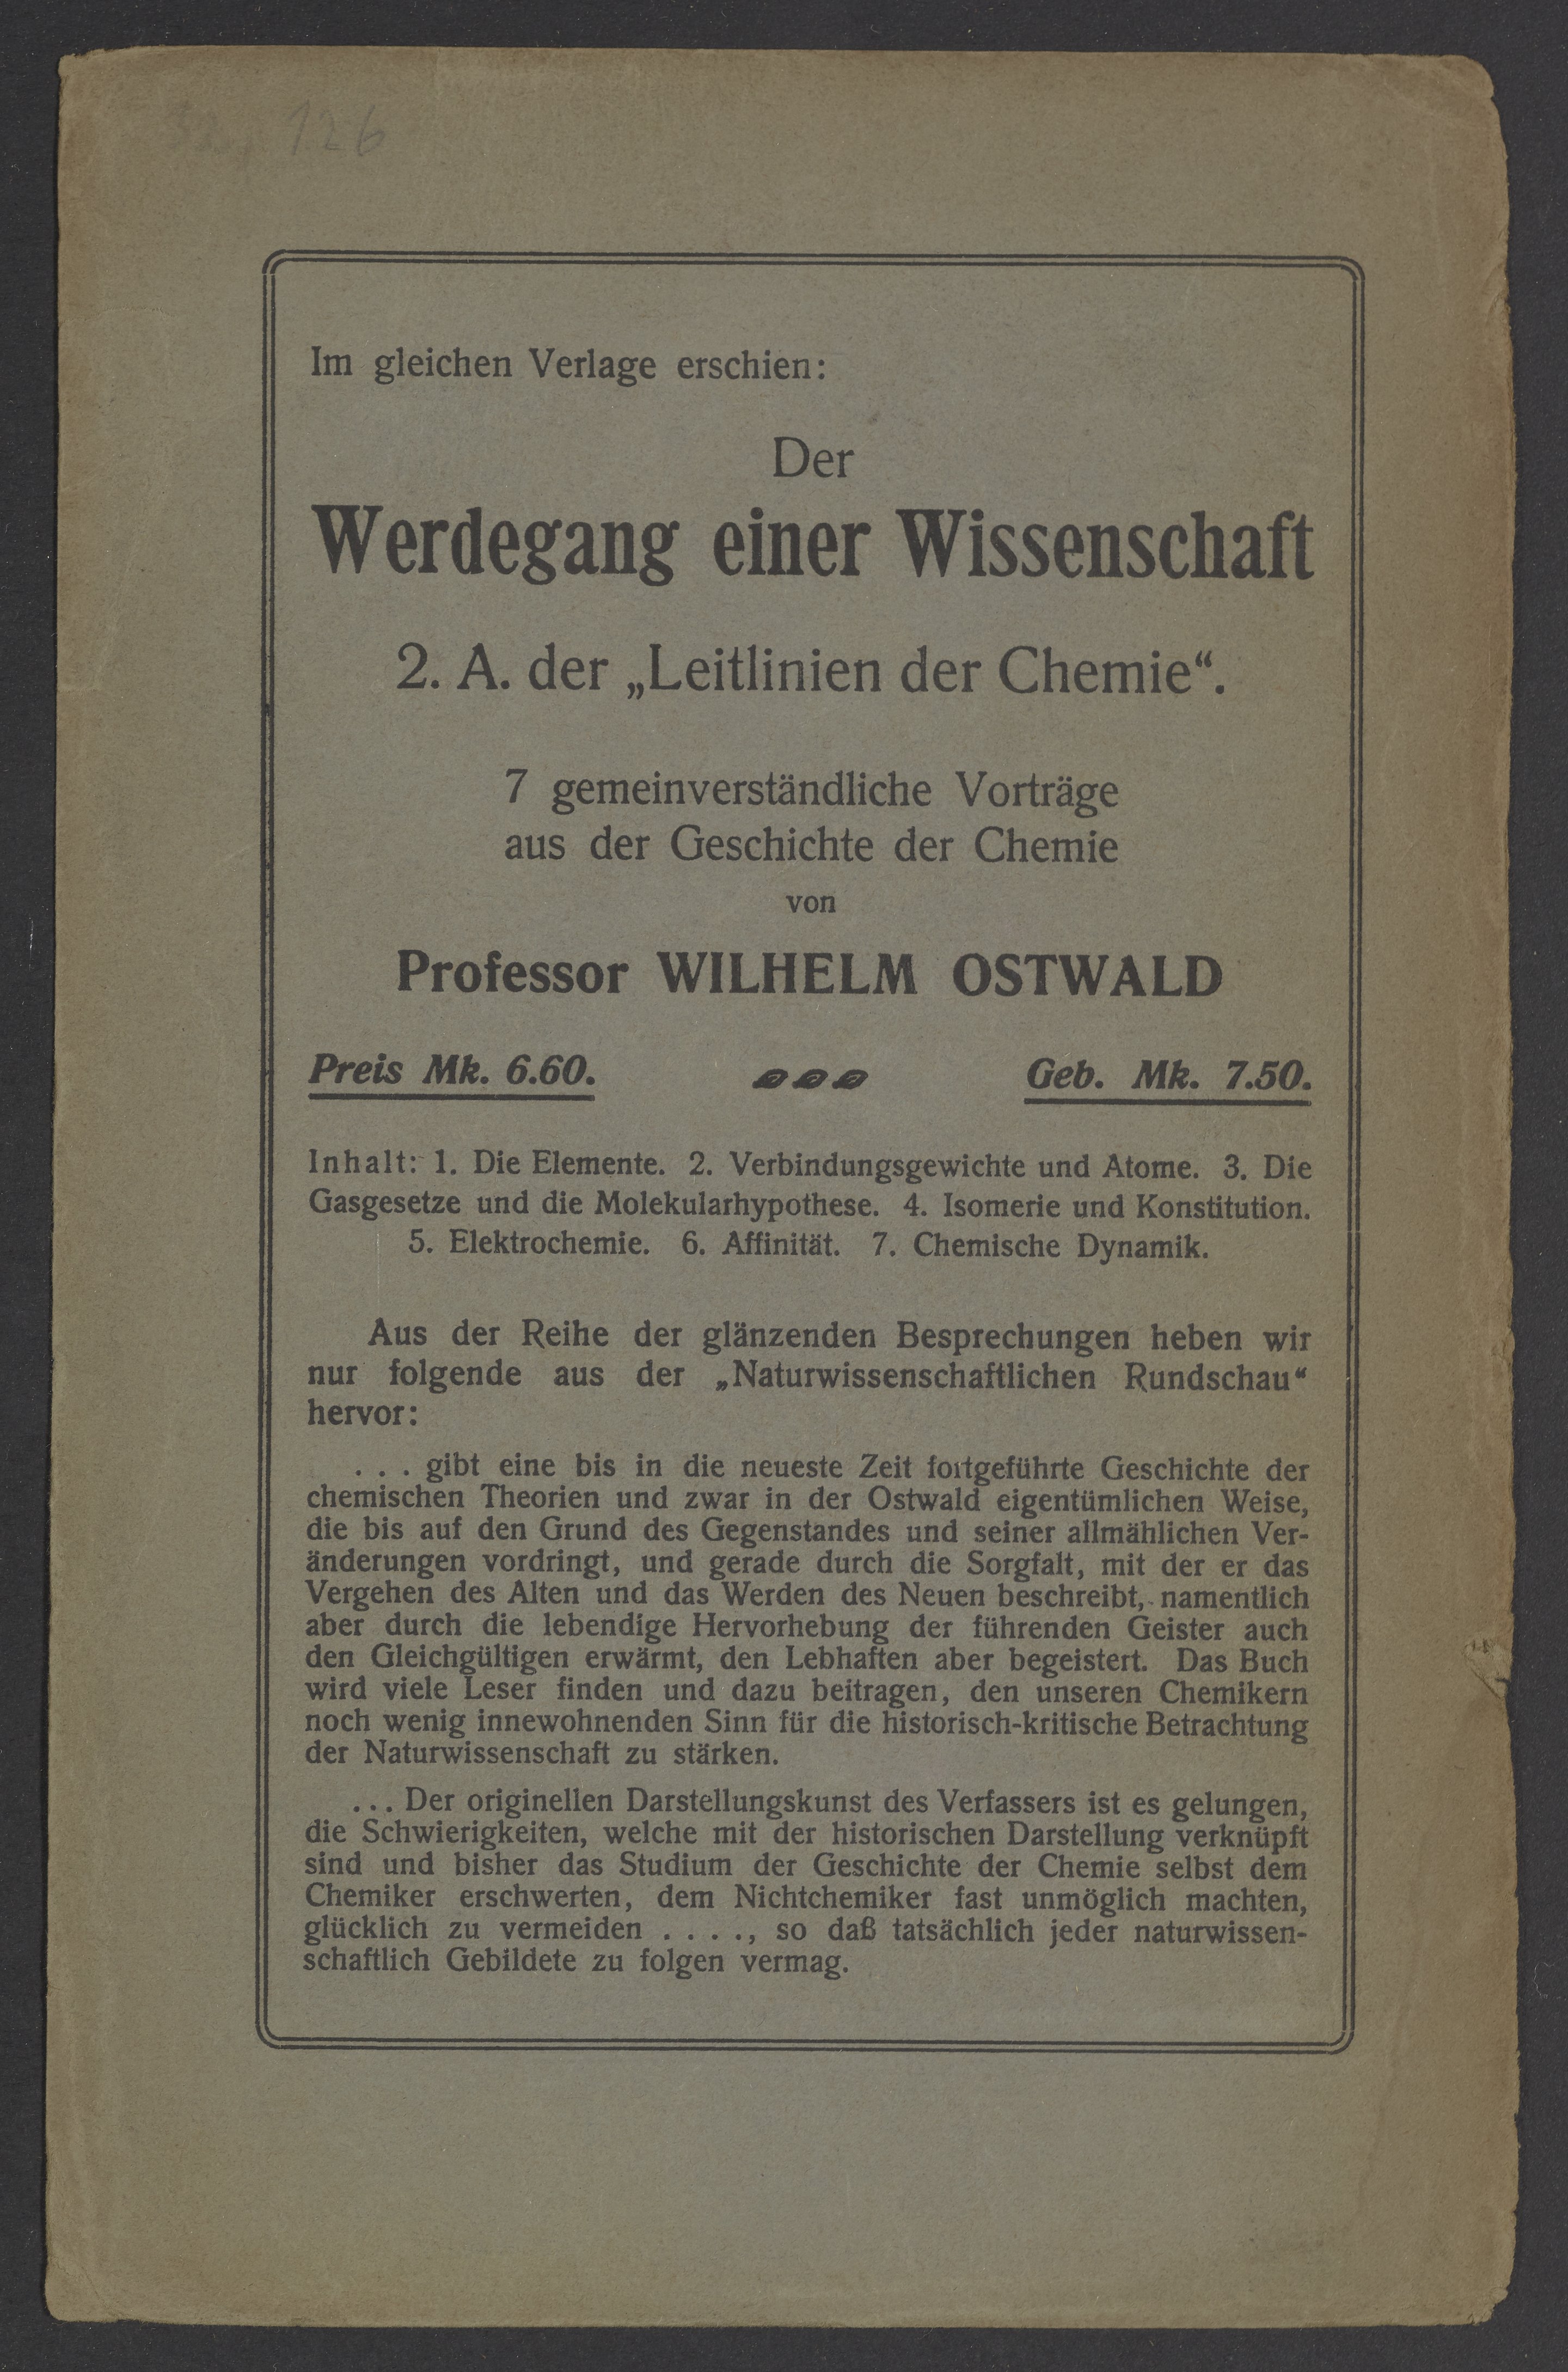 126
Im gleichen Verlage erschien:
Der
Werdegang einer Wissenschaft
2. A. der „Leitlinien der Chemie“.
7 gemeinverständliche Vorträge
aus der Geschichte der Chemie
von
Professor WILHELM OSTWALD
Preis Mk. 6.60. Geb. Mk. 7.50.
Inhalt: 1. Die Elemente. 2. Verbindungsgewichte und Atome. 3. Die
Gasgesetze und die Molekularhypothese. 4. Isomerie und Konstitution.
5. Elektrochemie. 6. Affinität. 7. Chemische Dynamik.
Aus der Reihe der glänzenden Besprechungen heben wir
nur folgende aus der „Naturwissenschaftlichen Rundschau“
hervor:
. . . gibt eine bis in die neueste Zeit fortgeführte Geschichte der
chemischen Theorien und zwar in der Ostwald eigentümlichen Weise,
die bis auf den Grund des Gegenstandes und seiner allmählichen Ver-
änderungen vordringt, und gerade durch die Sorgfalt, mit der er das
Vergehen des Alten und das Werden des Neuen beschreibt, namentlich
aber durch die lebendige Hervorhebung der führenden Geister auch
den Gleichgültigen erwärmt, den Lebhaften aber begeistert. Das Buch
wird viele Leser finden und dazu beitragen, den unseren Chemikern
noch wenig innewohnenden Sinn für die historisch-kritische Betrachtung
der Naturwissenschaft zu stärken.
. . . Der originellen Darstellungskunst des Verfassers ist es gelungen,
die Schwierigkeiten, welche mit der historischen Darstellung verknüpft
sind und bisher das Studium der Geschichte der Chemie selbst dem
Chemiker erschwerten, dem Nichtchemiker fast unmöglich machten,
glücklich zu vermeiden . . . ., so daß tatsächlich jeder naturwissen-
schaftlich Gebildete zu folgen vermag.